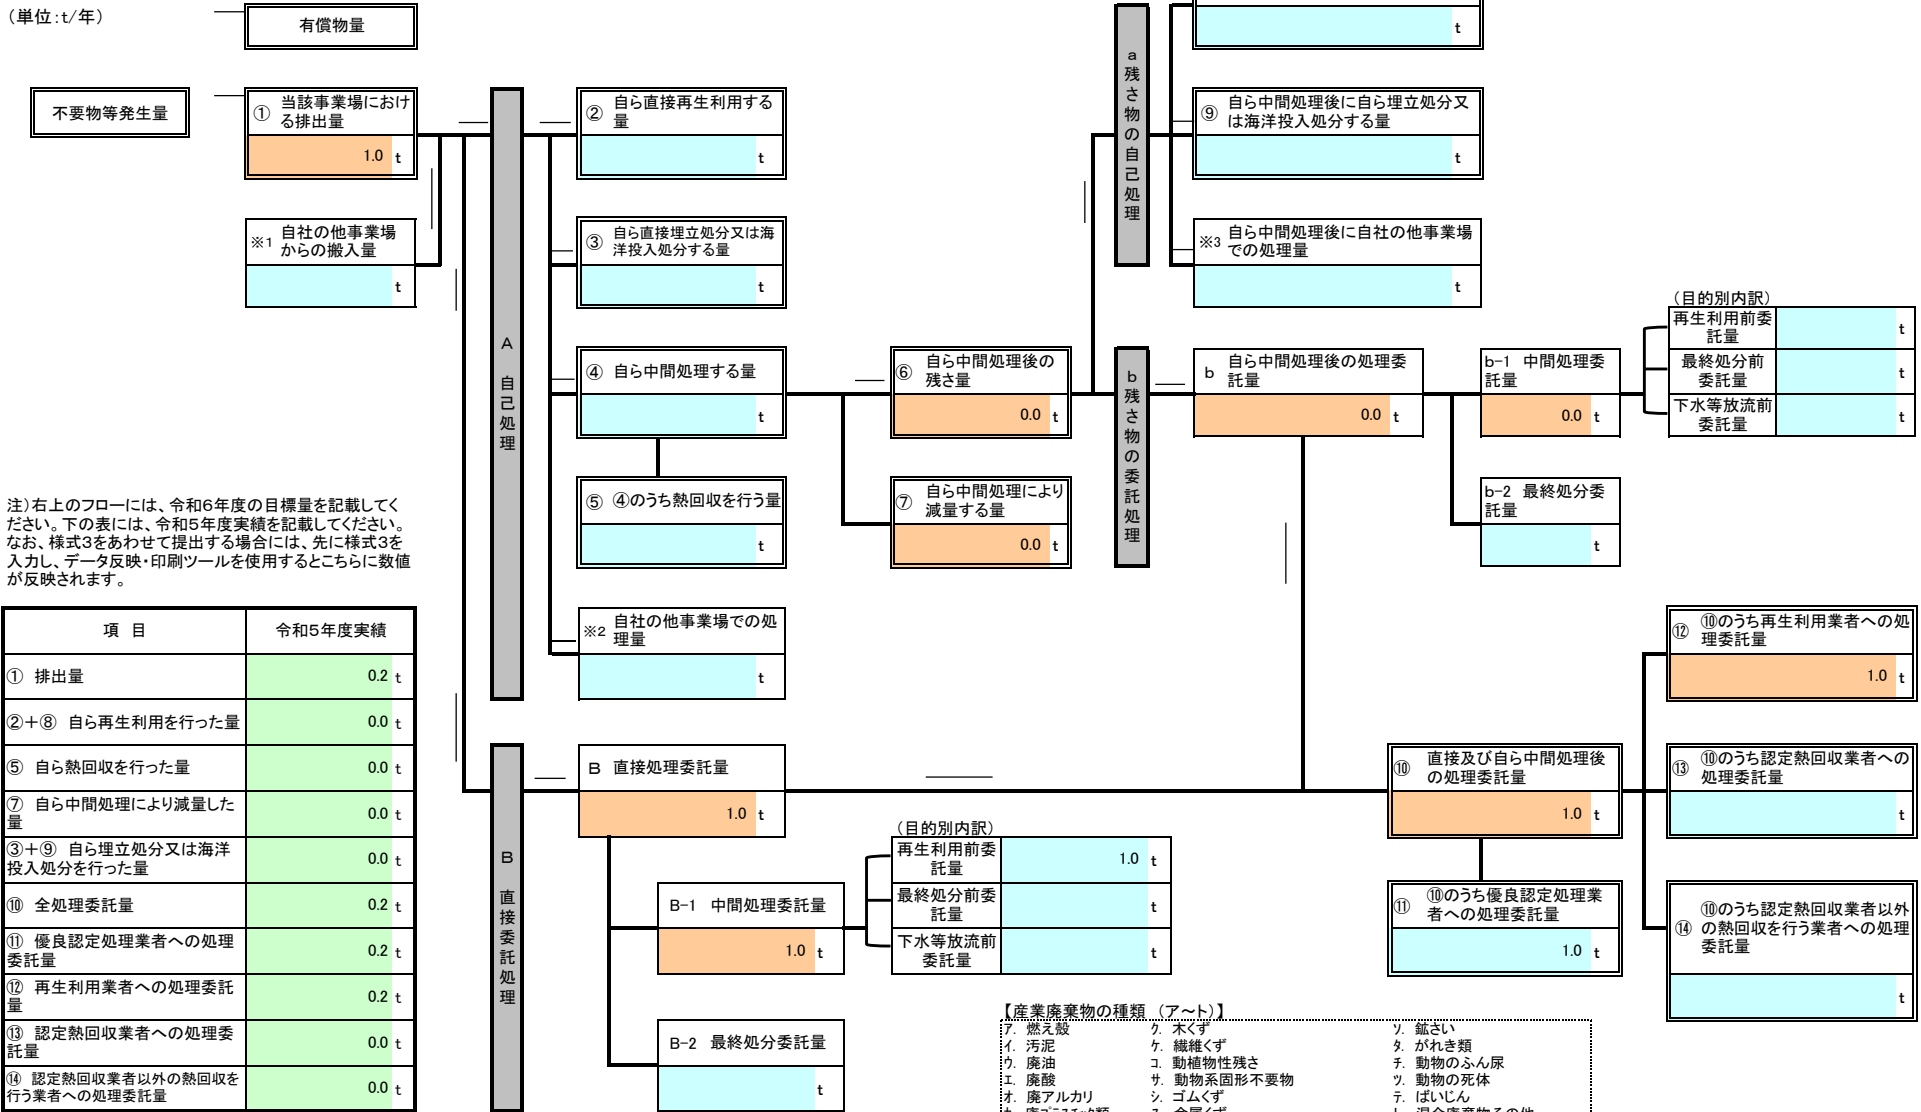 (単位:t/年)
有償物量
t
不要物等発生量
① 当該事業場におけ
る排出量
1.0 t
※1 自社の他事業場
からの搬入量
t
A
自己処理
② 自ら直接再生利用する
量
t
③ 自ら直接埋立処分又は海
洋投入処分する量
t
④ 自ら中間処理する量
t
⑤ ④のうち熱回収を行う量
t
※2 自社の他事業場での処
理量
t
⑥ 自ら中間処理後の
残さ量
0.0 t
⑦ 自ら中間処理により
減量する量
0.0 t
a残さ物の自己処理
⑨ 自ら中間処理後に自ら埋立処分又
は海洋投入処分する量
t
※3 自ら中間処理後に自社の他事業場
での処理量
t
b残さ物の委託処理
b 自ら中間処理後の処理委
託量
0.0 t
b-1 中間処理委
託量
0.0 t
(目的別内訳)
再生利用前委
託量
t
最終処分前
委託量
t
下水等放流前
委託量
t
b-2 最終処分委
託量
t
注)右上のフローには、令和6年度の目標量を記載してく
ださい。下の表には、令和5年度実績を記載してください。
なお、様式3をあわせて提出する場合には、先に様式3を
入力し、データ反映・印刷ツールを使用するとこちらに数値
が反映されます。
項 目 令和5年度実績
① 排出量 0.2 t
②+⑧ 自ら再生利用を行った量 0.0 t
⑤ 自ら熱回収を行った量 0.0 t
⑦ 自ら中間処理により減量した
量 0.0 t
③+⑨ 自ら埋立処分又は海洋
投入処分を行った量 0.0 t
⑩ 全処理委託量 0.2 t
⑪ 優良認定処理業者への処理
委託量 0.2 t
⑫ 再生利用業者への処理委託
量 0.2 t
⑬ 認定熱回収業者への処理委
託量 0.0 t
⑭ 認定熱回収業者以外の熱回収を
行う業者への処理委託量 0.0 t
B
直接委託処理
B 直接処理委託量
1.0 t
B-1 中間処理委託量
1.0 t
(目的別内訳)
再生利用前委
託量
1.0 t
最終処分前委
託量
t
下水等放流前
委託量
t
B-2 最終処分委託量
t
⑩ 直接及び自ら中間処理後
の処理委託量
1.0 t
⑪ ⑩のうち優良認定処理業
者への処理委託量
1.0 t
⑫ ⑩のうち再生利用業者への処
理委託量
1.0 t
⑬ ⑩のうち認定熱回収業者への
処理委託量
t
⑭ ⑩のうち認定熱回収業者以外
の熱回収を行う業者への処理
委託量
t
【産業廃棄物の種類 (ア~ト)】
ア. 燃え殻 ク. 木くず ソ. 鉱さい
イ. 汚泥 ケ. 繊維くず タ. がれき類
ウ. 廃油 コ. 動植物性残さ チ. 動物のふん尿
エ. 廃酸 サ. 動物系固形不要物 ツ. 動物の死体
オ. 廃アルカリ シ. ゴムくず テ. ばいじん